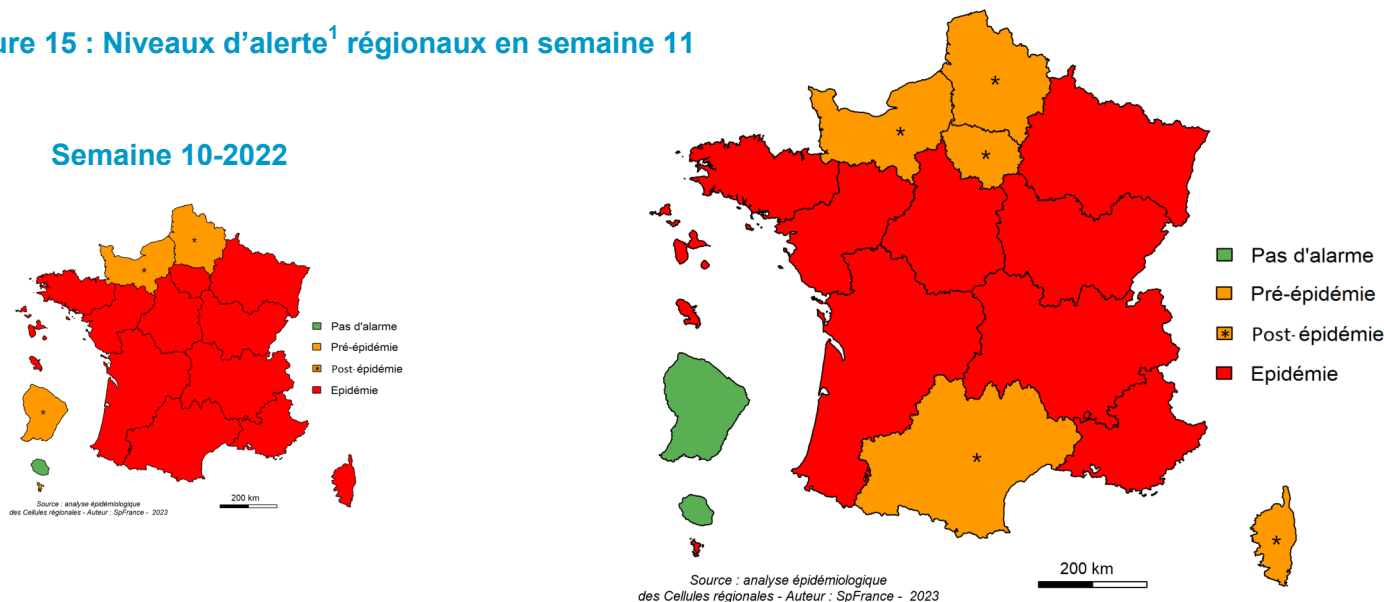 ure 15 : Niveaux d’alerte1 régionaux en semaine 11
Semaine 10-2022
Pas d'alarme
Pré-épidémie
* Post-épidémie
Epidémie
*
*
*
200 km
Source : analyse épidémiologique
des Cellules régionales - Auteur : SpFrance - 2023
*
*
*
*
*
Pas d'alarme
Pré-épidémie
* Post-épidémie
Epidémie
200 km
Source : analyse épidémiologique
des Cellules régionales - Auteur : SpFrance - 2023